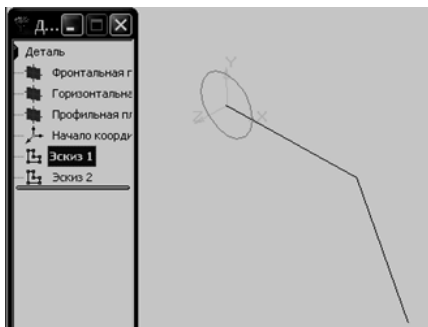 Д...
Деталь
Фронтальная г
Горизонтальна
Профильная пл
Начало коорди
Эскиз 1
Эскиз 2
Y
Z
X